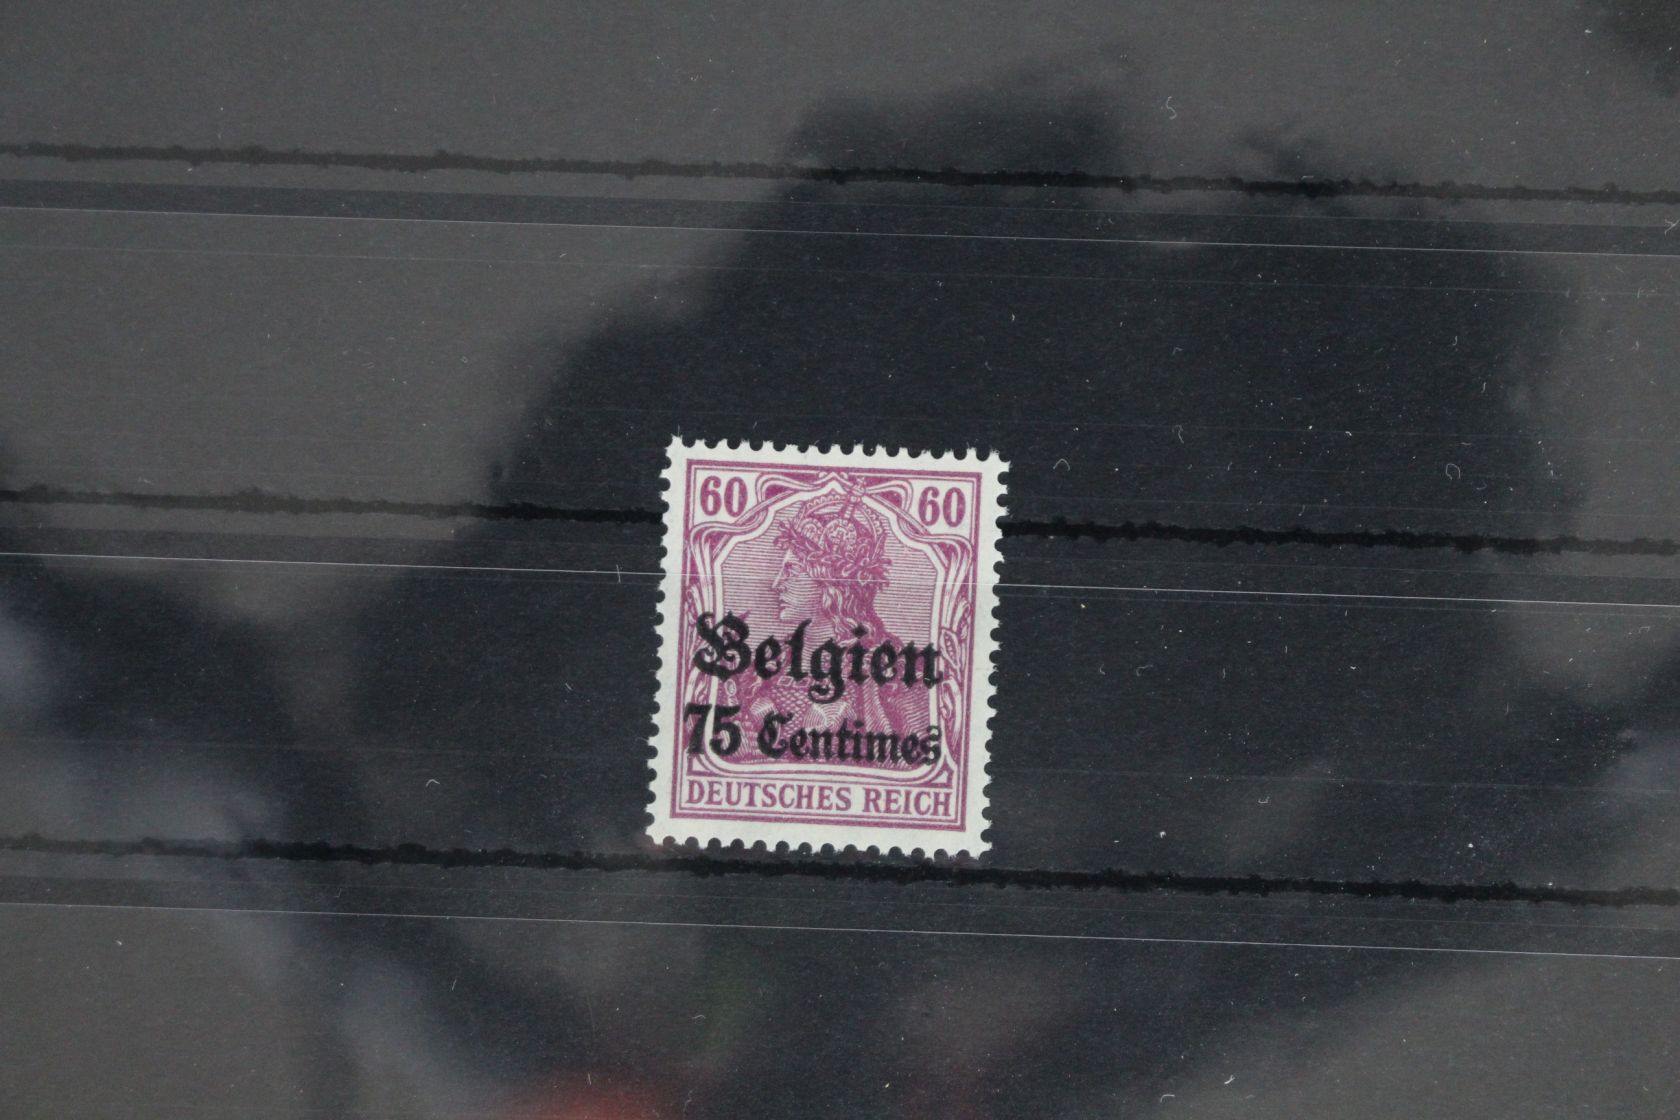 60 60
Belgien
75 Centimes
DEUTSCHES REICH